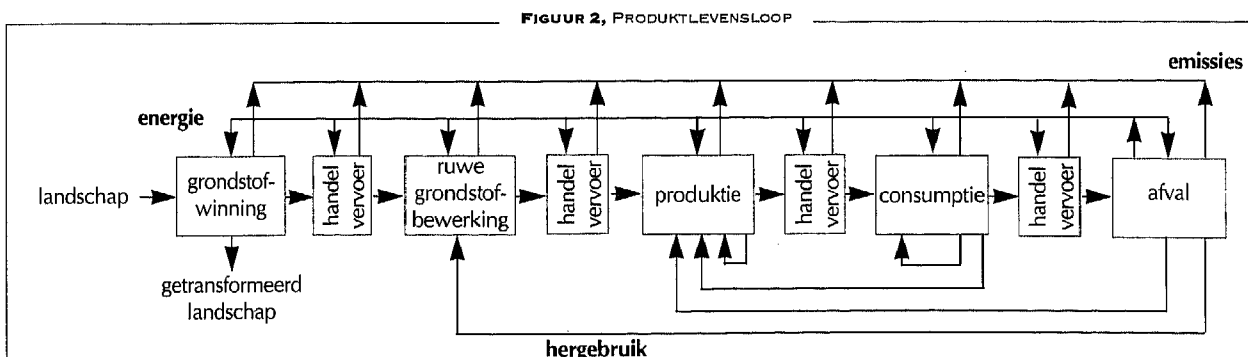 FIGUUR 2, PRODUKTLEVENSLOOP
emissies
energie
landschap
grondstof-
winning
handel
vervoer
ruwe
grondstof-
bewerking
handel
vervoer
produktie
handel
vervoer
consumptie
handel
vervoer
afval
getransformeerd
landschap
hergebruik